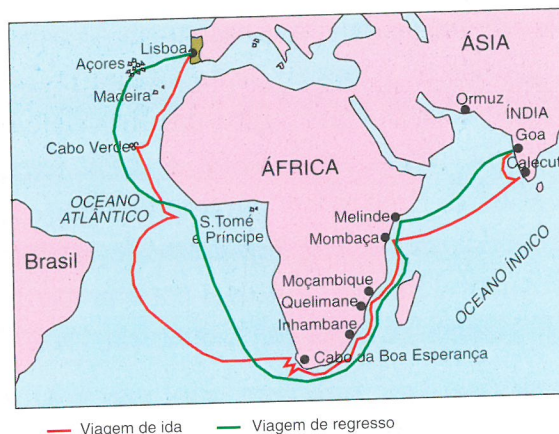 Lisboa
Açores
Madeira
Cabo Verde
OCEANO
ATLÂNTICO
Brasil
ÁFRICA
S. Tomé
e Príncipe
ÁSIA
Ormuz
ÍNDIA
Goa
Calecut
Melinde
Mombaça
Moçambique
Quelimane
Inhambane
Cabo da Boa Esperança
OCEANO ÍNDICO
Viagem de ida
Viagem de regresso